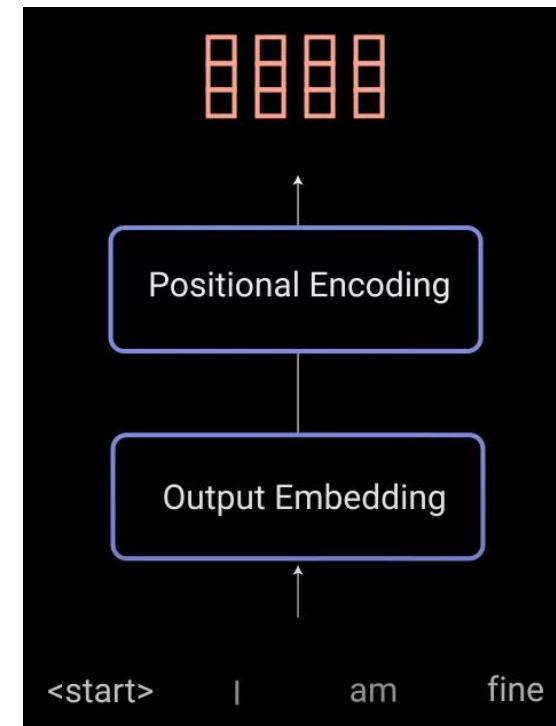 Positional Encoding
Output Embedding
<start> I am fine